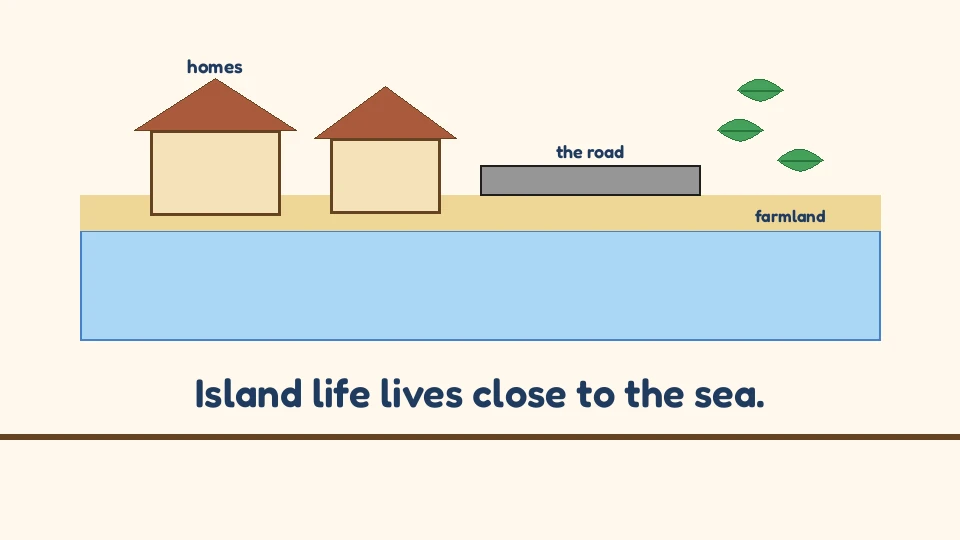 homes
the road
farmland
Island life lives close to the sea.